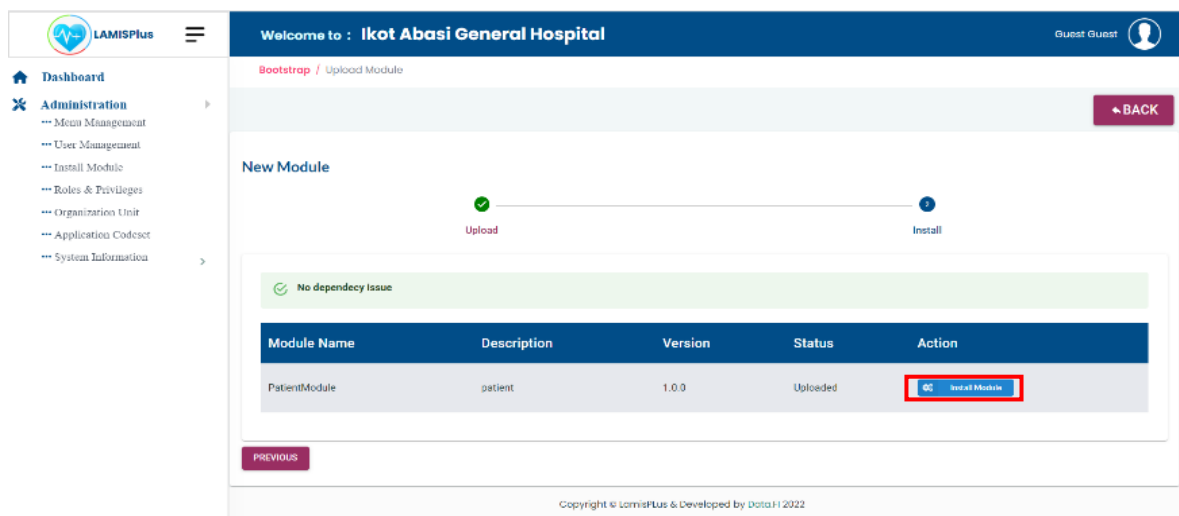 LAMISPlus
Welcome to : Ikot Abasi General Hospital
Guest Guest
Bootstrap / Upload Module
Dashboard
Administration
Menu Management
User Management
Install Module
Roles & Privileges
Organization Unit
Application Codeset
System Information
BACK
New Module
2
Upload
Install
No dependecy Issue
Module Name Description Version Status Action
PatientModule patient 1.0.0 Uploaded Install Module
PREVIOUS
Copyright © LamisPLus & Developed by Data.FI 2022